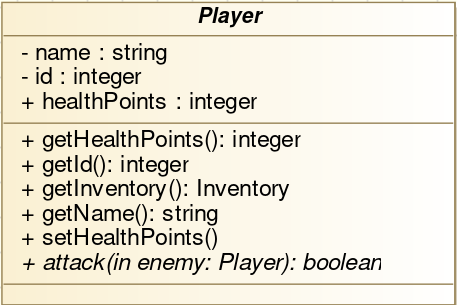 Player
- name : string
- id : integer
+ healthPoints : integer
+ getHealthPoints(): integer
+ getId(): integer
+ getInventory(): Inventory
+ getName(): string
+ setHealthPoints()
+ attack(in enemy: Player): boolean